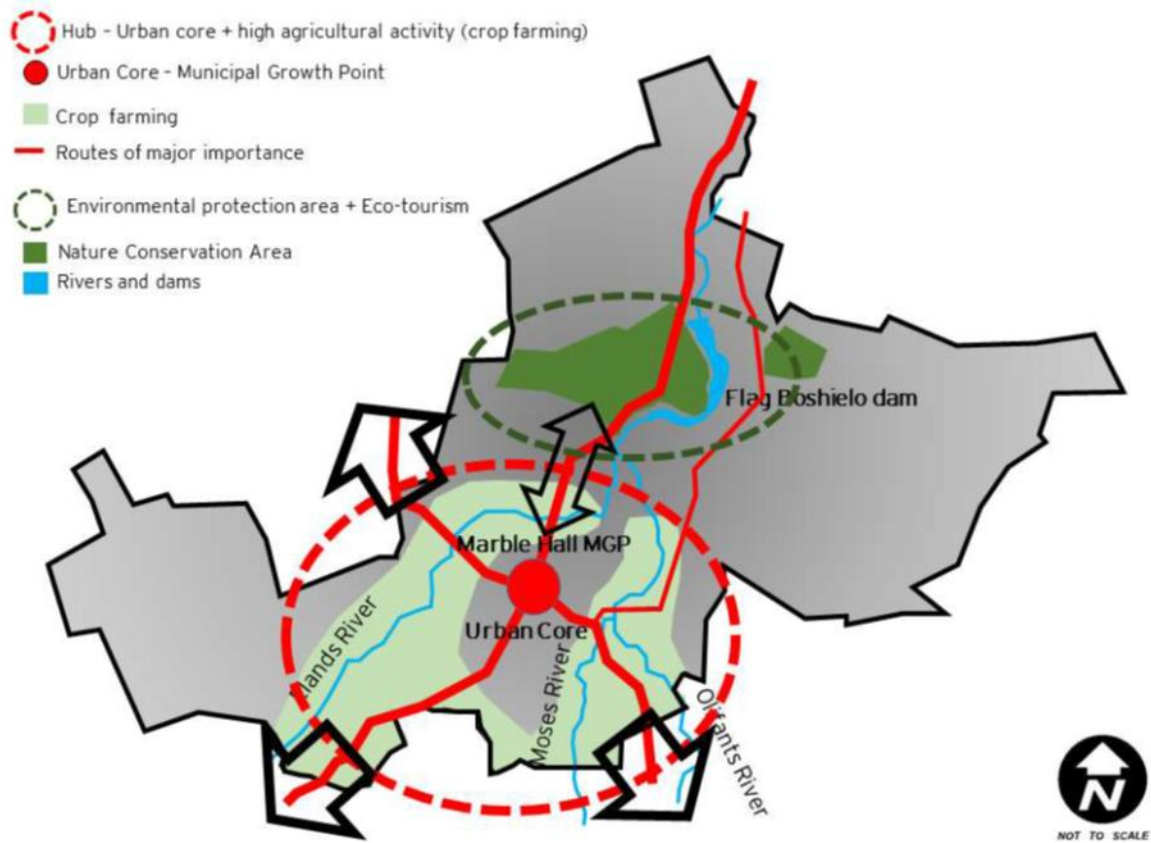 Hub - Urban core + high agricultural activity (crop farming)
Urban Core - Municipal Growth Point
Crop farming
Routes of major importance
Environmental protection area + Eco-tourism
Nature Conservation Area
Rivers and dams
Flag Boshielo dam
Marble Hall MGP
Urban Core
Elands River
Moses River
Olifants River
N
NOT TO SCALE